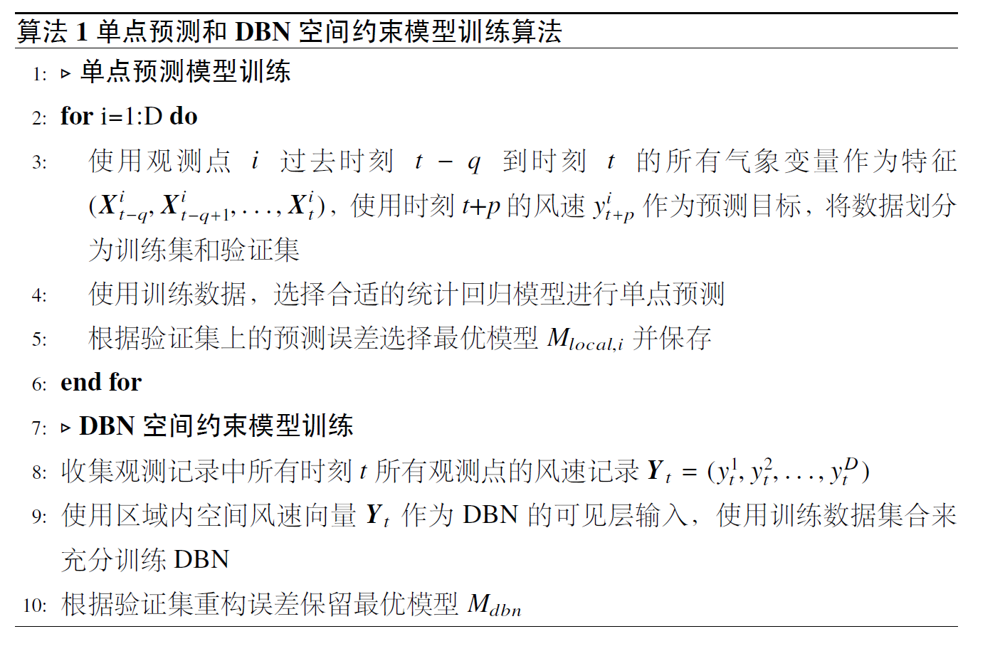 算法 1 单点预测和 DBN 空间约束模型训练算法
1: ▹ 单点预测模型训练
2: for i=1:D do
3: 使用观测点 i 过去时刻 t − q 到时刻 t 的所有气象变量作为特征
(X^i_{t−q}, X^i_{t−q+1}, . . . , X^i_t)，使用时刻 t+p 的风速 y^i_{t+p} 作为预测目标，将数据划分
为训练集和验证集
4: 使用训练数据，选择合适的统计回归模型进行单点预测
5: 根据验证集上的预测误差选择最优模型 M_{local,i} 并保存
6: end for
7: ▹ DBN 空间约束模型训练
8: 收集观测记录中所有时刻 t 所有观测点的风速记录 Y_t = (y^1_t, y^2_t, . . . , y^D_t)
9: 使用区域内空间风速向量 Y_t 作为 DBN 的可见层输入，使用训练数据集合来
充分训练 DBN
10: 根据验证集重构误差保留最优模型 M_{dbn}